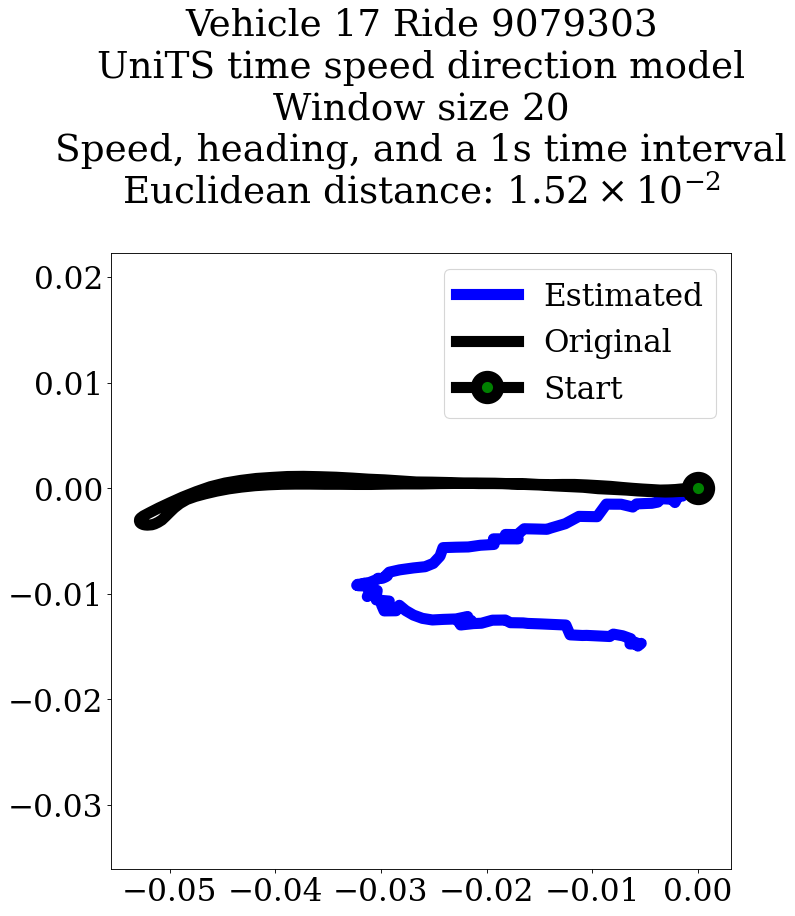 Vehicle 17 Ride 9079303
UniTS time speed direction model
Window size 20
Speed, heading, and a 1s time interval
Euclidean distance: 1.52 × 10⁻²
Estimated
Original
Start
0.02
0.01
0.00
−0.01
−0.02
−0.03
−0.05 −0.04 −0.03 −0.02 −0.01 0.00